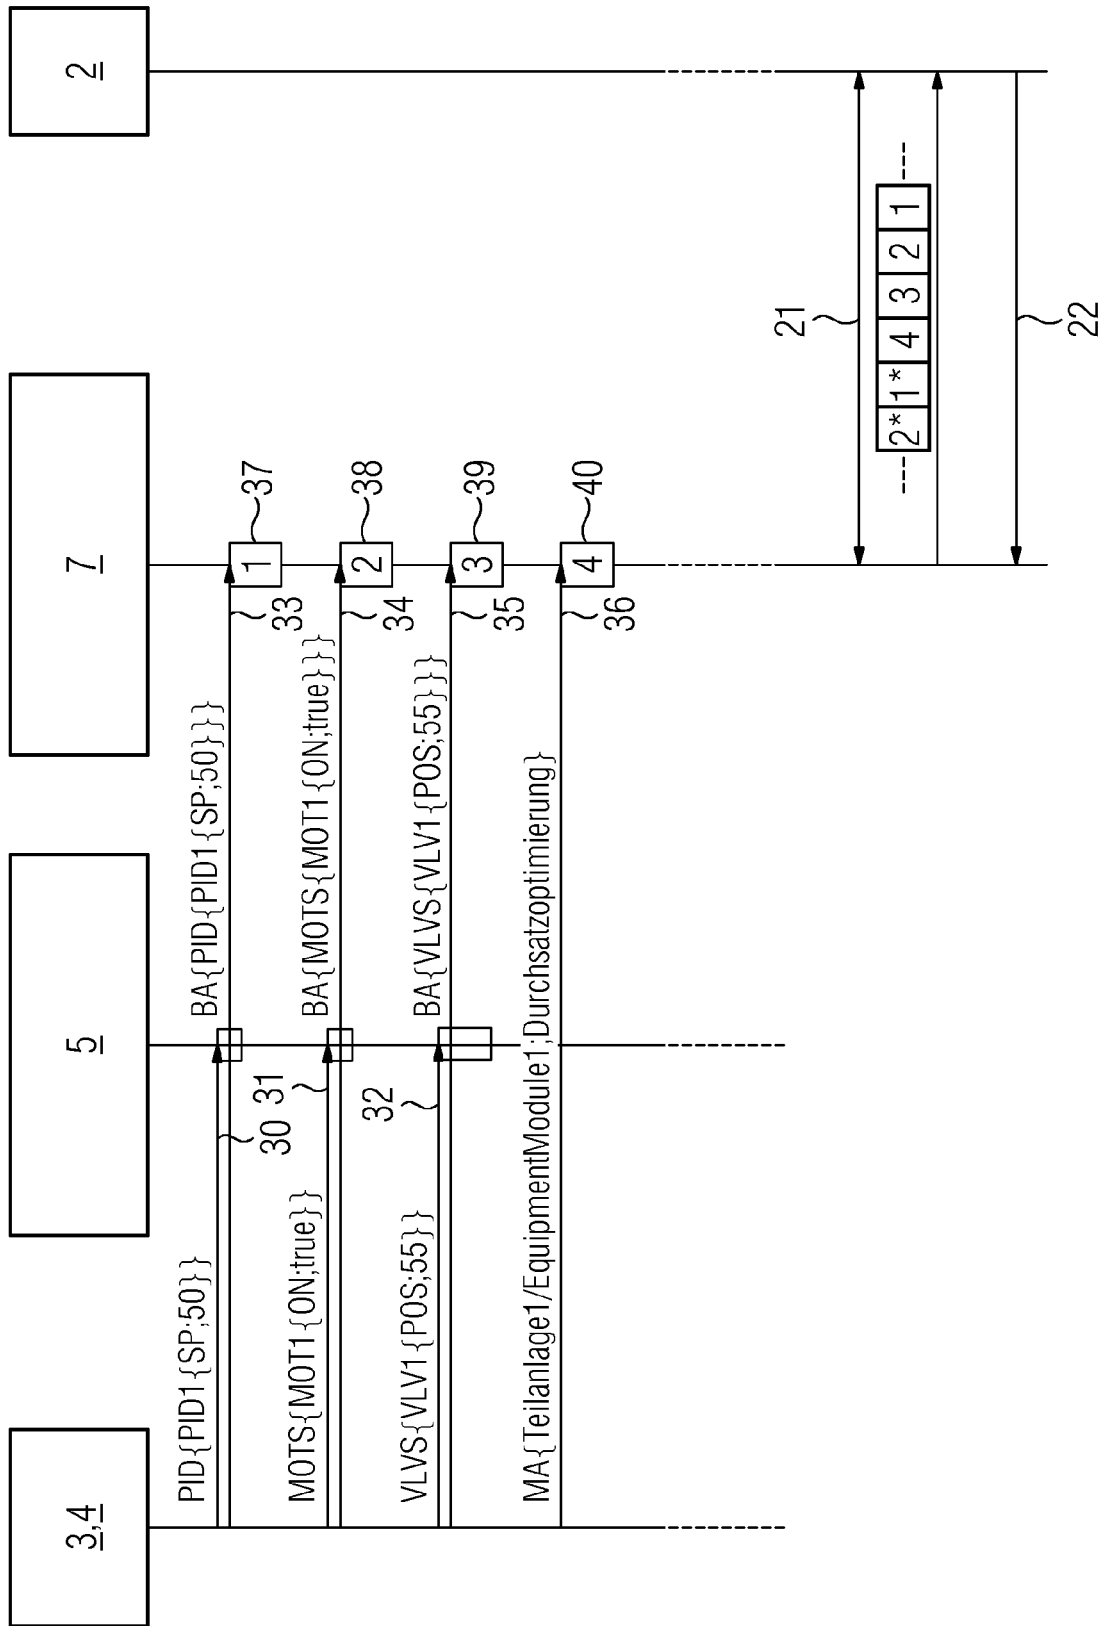 3,4
5
7
2
PID{PID1{SP;50}}
30
BA{PID{PID1{SP;50}}}
33
1
37
MOTS{MOT1{ON;true}}
31
BA{MOTS{MOT1{ON;true}}}
34
2
38
VLVS{VLV1{POS;55}}
32
BA{VLVS{VLV1{POS;55}}}
35
3
39
MA{Teilanlage1/EquipmentModule1;Durchsatzoptimierung}
36
4
40
21
2* 1* 4 3 2 1
22